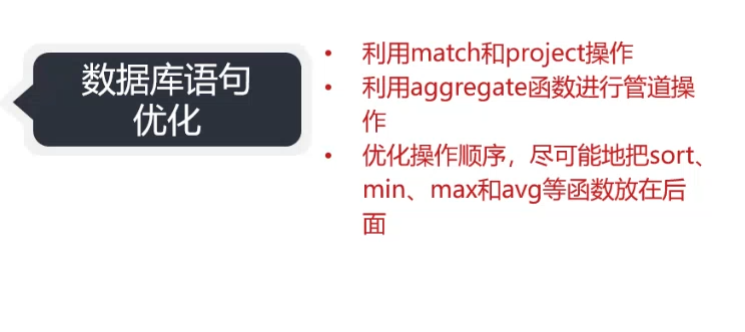 数据库语句
优化
• 利用match和project操作
• 利用aggregate函数进行管道操
作
• 优化操作顺序，尽可能地把sort、
min、max和avg等函数放在后
面